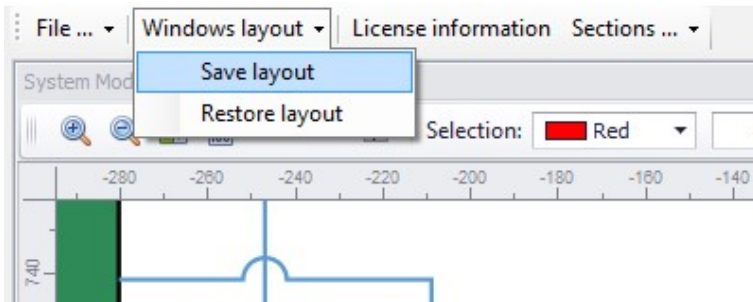 File ... Windows layout License information Sections ...
Save layout
System Mod
Restore layout
Selection: Red
-280 -260 -240 -220 -200 -180 -160 -140
740